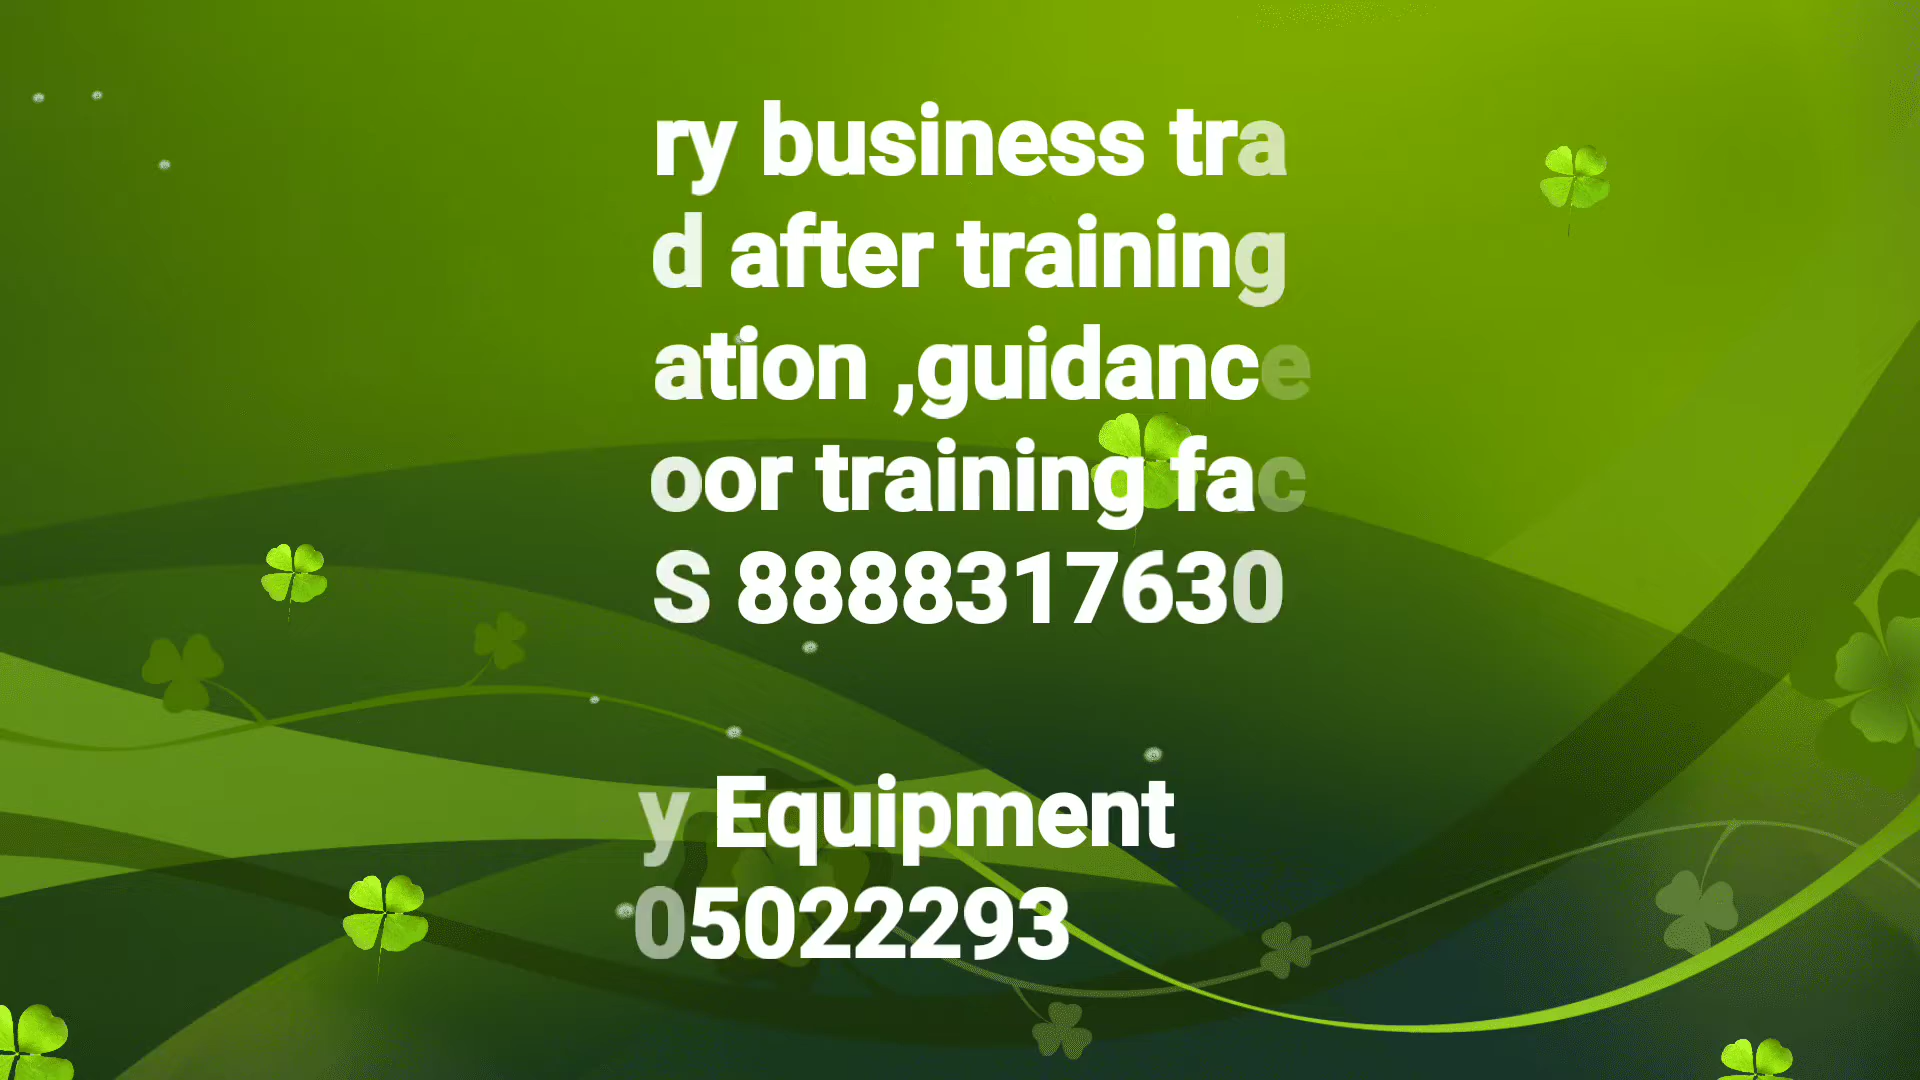 ry business tra
d after training
ation ,guidance
oor training fac
S 8888317630
y Equipment
05022293